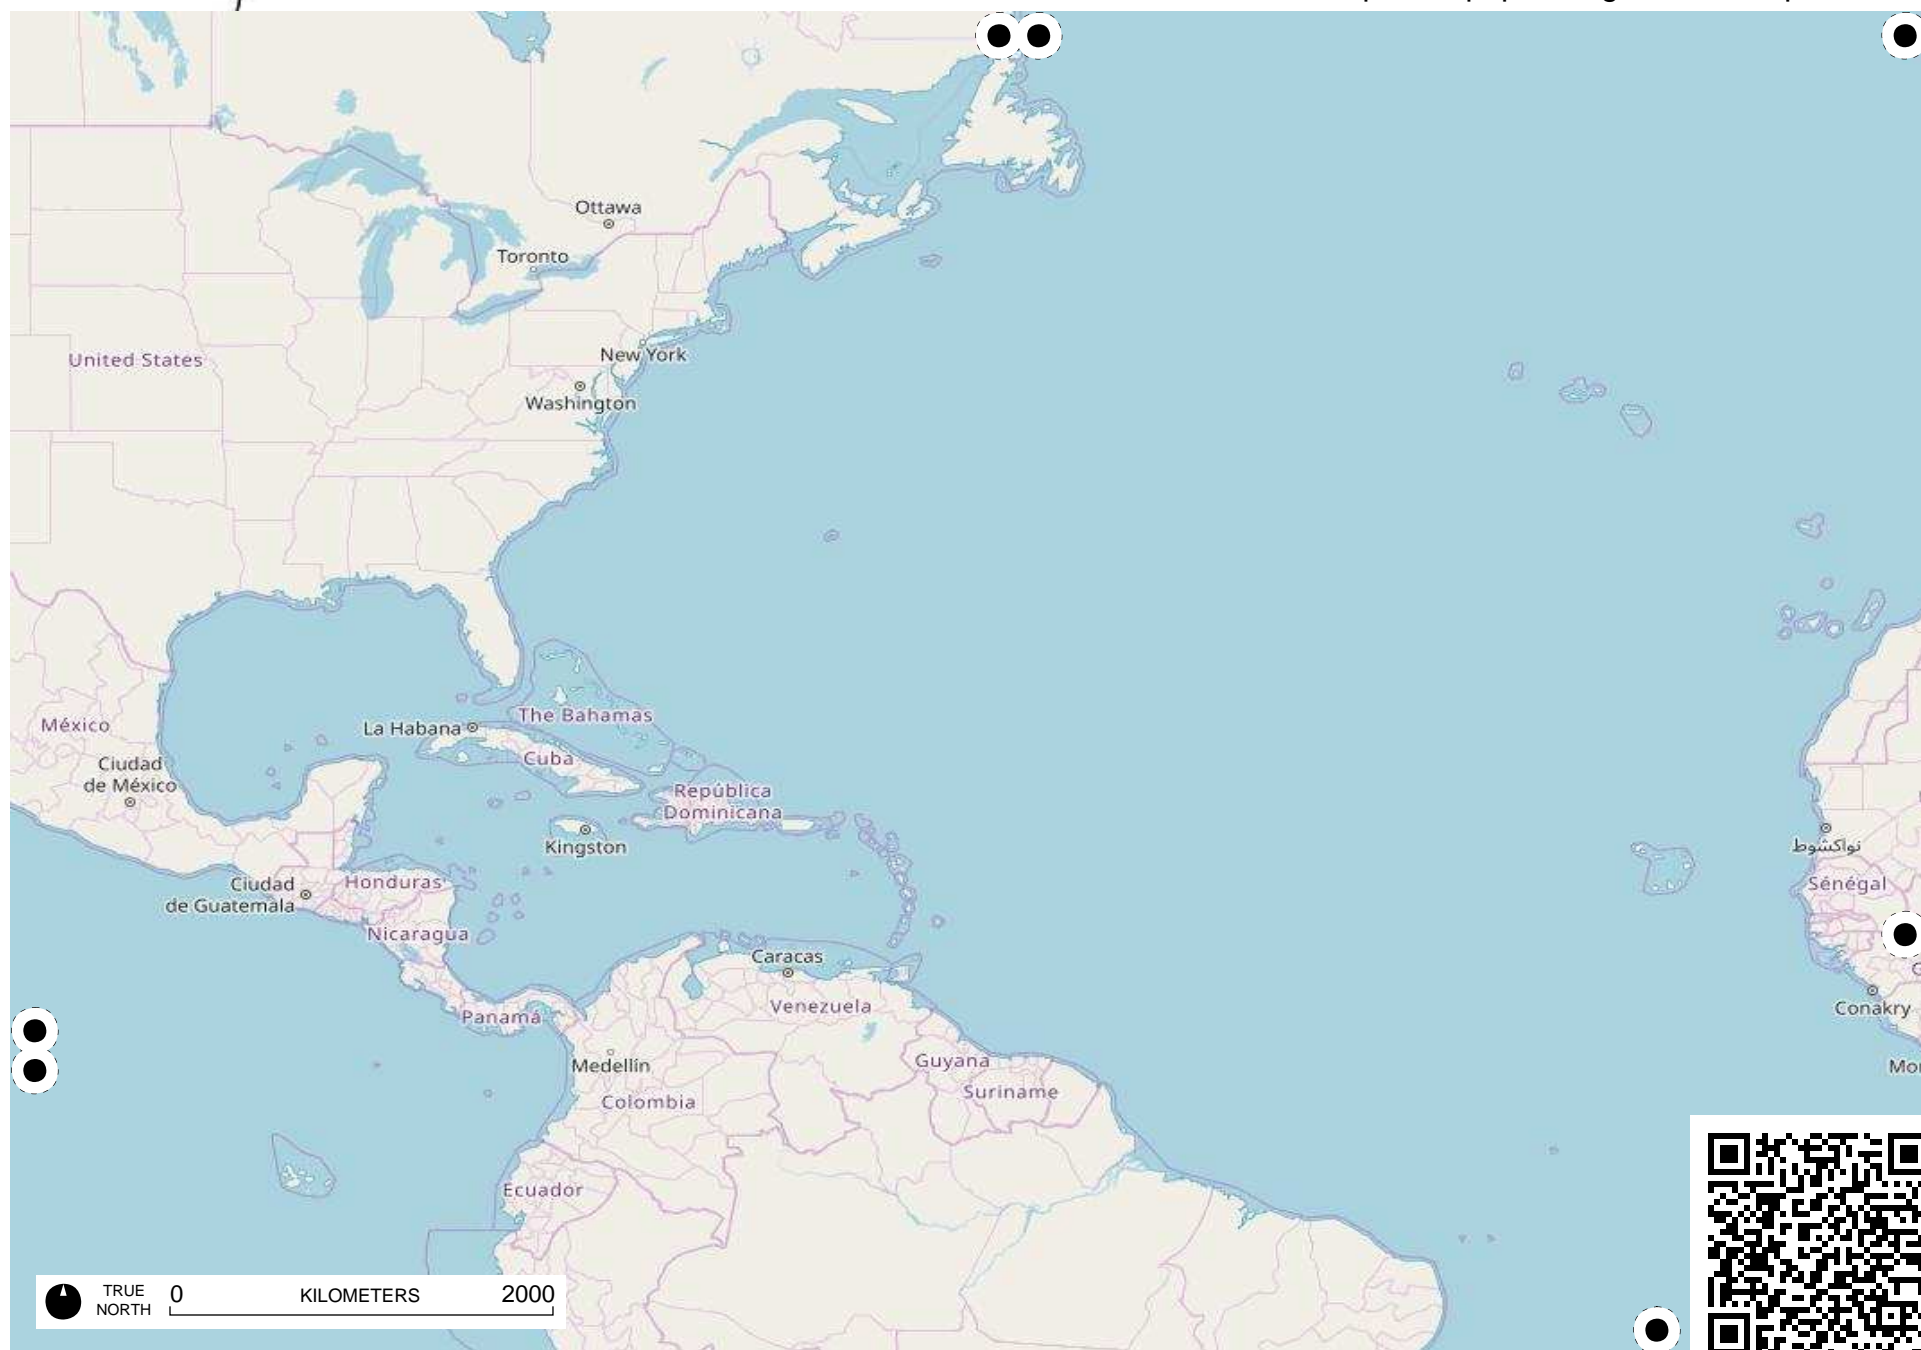 Ottawa
Toronto
United States
New York
Washington
México
Ciudad
de México
La Habana
The Bahamas
Cuba
República
Dominicana
Kingston
نواكشوط
Sénégal
Ciudad
de Guatemala
Honduras
Nicaragua
Caracas
Venezuela
Panamá
Conakry
Medellín
Guyana
Suriname
Colombia
Ecuador
TRUE
NORTH
0
KILOMETERS
2000